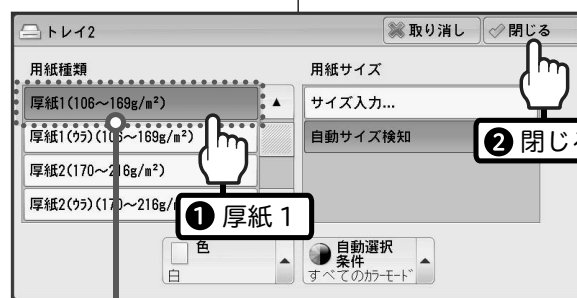 トレイ2
取り消し
閉じる
用紙種類
用紙サイズ
厚紙1(106～169g/m²)
厚紙1(ウラ)(106～169g/m²)
厚紙2(170～216g/m²)
厚紙2(ウラ)(170～216g/
サイズ入力...
自動サイズ検知
❷ 閉じる
❶ 厚紙 1
色
白
自動選択
条件
すべてのカラーモード